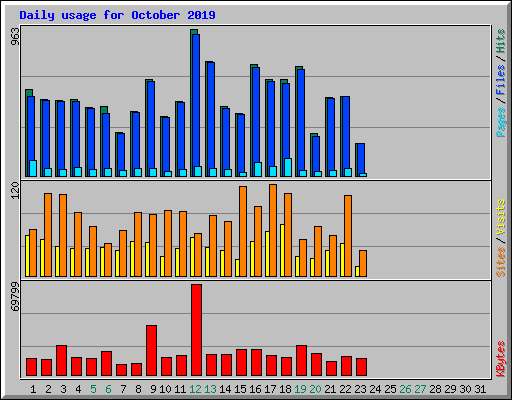 Daily usage for October 2019
963
Pages / Files / Hits
120
Sites / Visits
69799
KBytes
1 2 3 4 5 6 7 8 9 10 11 12 13 14 15 16 17 18 19 20 21 22 23 24 25 26 27 28 29 30 31